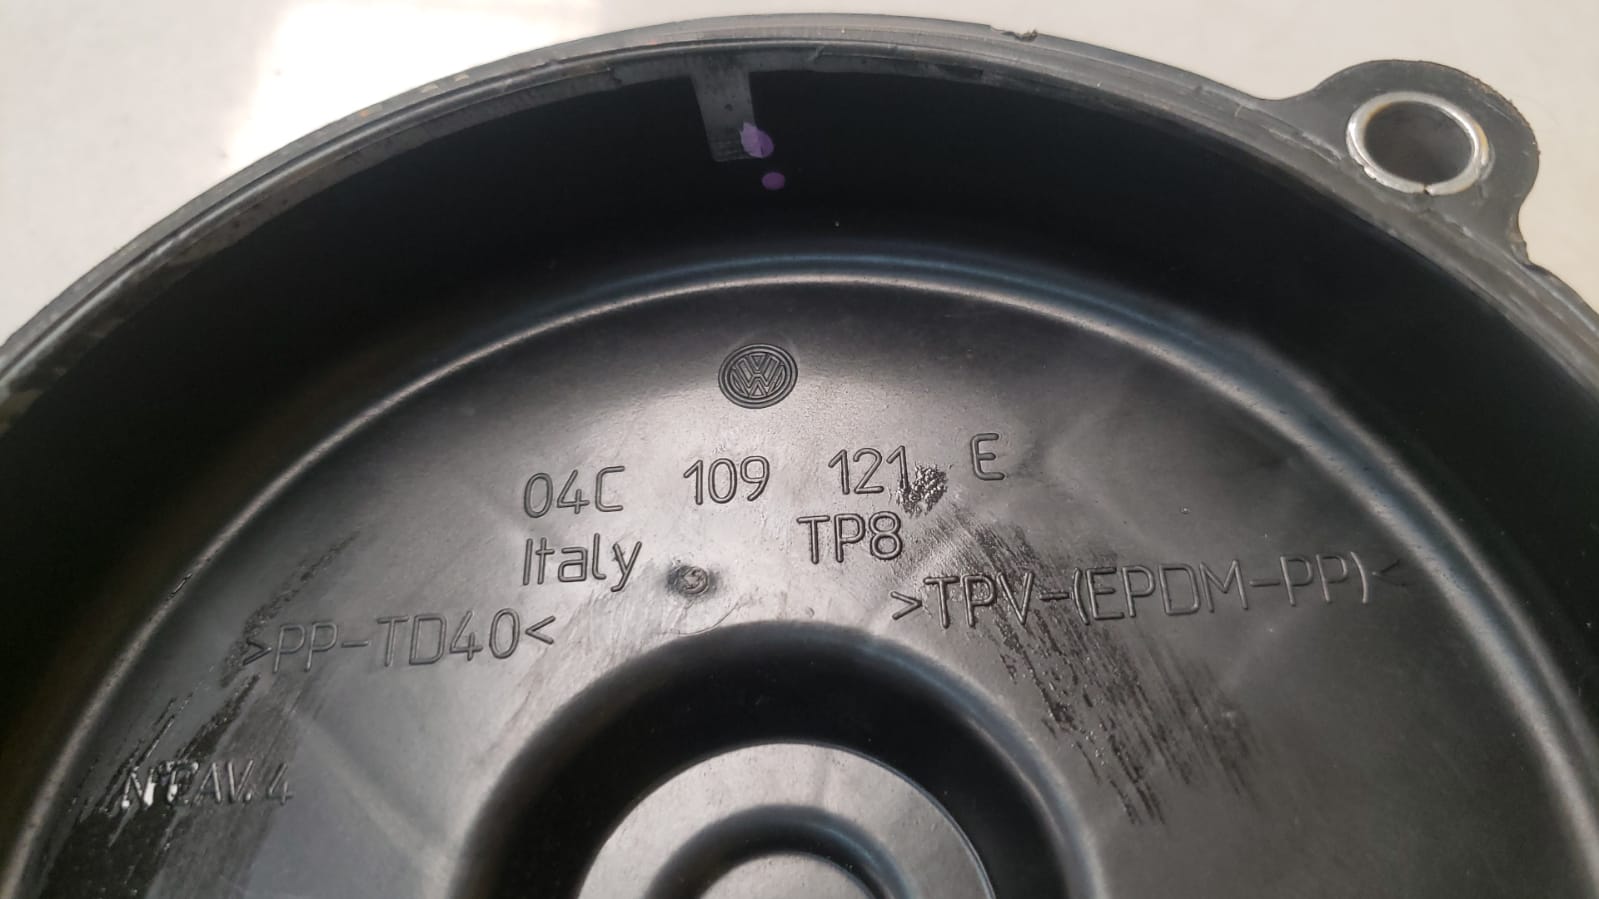 04C 109 121 E
Italy TP8
>PP-TD40< >TPV-(EPDM-PP)<